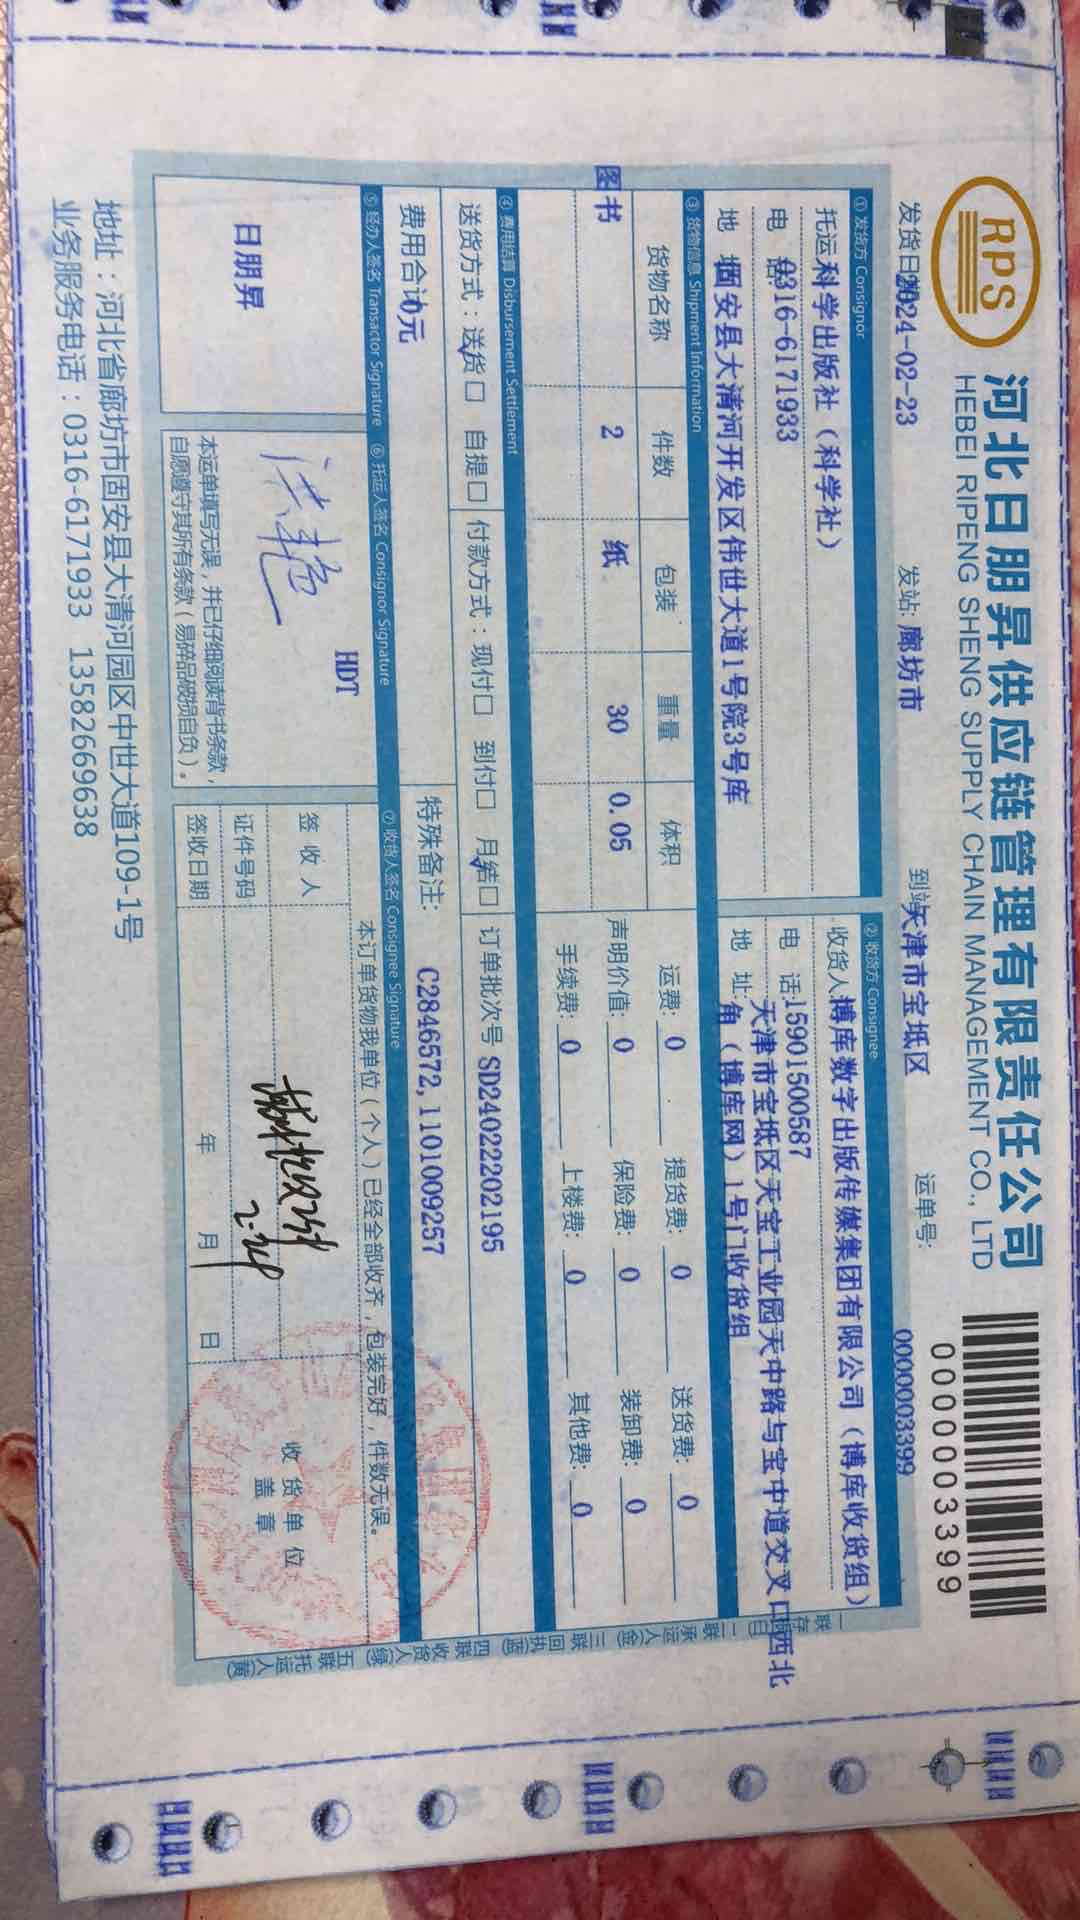 RPS
河北日朋昇供应链管理有限责任公司
HEBEI RIPENG SHENG SUPPLY CHAIN MANAGEMENT CO., LTD
0000003399
发货日期 2024-02-23 发站: 廊坊市 到站: 天津市宝坻区 运单号: 0000003399
①发货方 Consignor
托运 科学出版社（科学社）
电 话: 0316-6171933
地 固安县大清河开发区伟世大道1号院3号库
②收货方 Consignee
收货人 博库数字出版传媒集团有限公司（博库收货组）
电 话: 15901500587
天津市宝坻区天宝工业园天中路与宝中道交叉口西北
地 址: 角（博库网）1号门收货组
③货物信息 Shipment Information
货物名称 件数 包装 重量 体积
图书 2 纸 30 0.05
运费: 0 提货费: 0 送货费: 0
声明价值: 0 保险费: 0 装卸费: 0
手续费: 0 上楼费: 0 其他费: 0
④费用结算 Disbursement Settlement
送货方式：送货□ 自提□ 付款方式：现付□ 到付□ 月结□ 订单批次号 SD240222202195
费用合计 0元 特殊备注: C2846572,1101009257
⑤经办人签名 Transactor Signature ⑥托运人签名 Consignor Signature ⑦收货人签名 Consignee Signature
日朋昇
HDT
本运单填写无误，并已仔细阅读背书条款，
自愿遵守其所有条款（易碎品破损自负）。
本订单货物我单位（个人）已经全部收齐，包装完好，件数无误。
签收人
证件号码
2.24
签收日期 年 月 日
收货单位
盖章
一联存根(白) 二联承运人(金) 三联回执(蓝) 四联收货人(绿) 五联托运人(黄)
地址：河北省廊坊市固安县大清河园区中世大道109-1号
业务服务电话：0316-6171933 13582669638